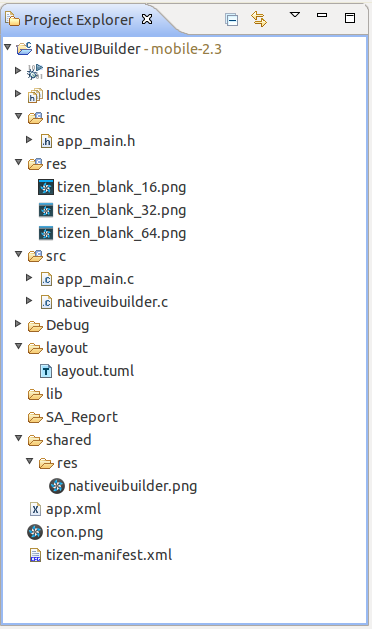 Project Explorer
NativeUIBuilder - mobile-2.3
Binaries
Includes
inc
app_main.h
res
tizen_blank_16.png
tizen_blank_32.png
tizen_blank_64.png
src
app_main.c
nativeuibuilder.c
Debug
layout
layout.tuml
lib
SA_Report
shared
res
nativeuibuilder.png
app.xml
icon.png
tizen-manifest.xml